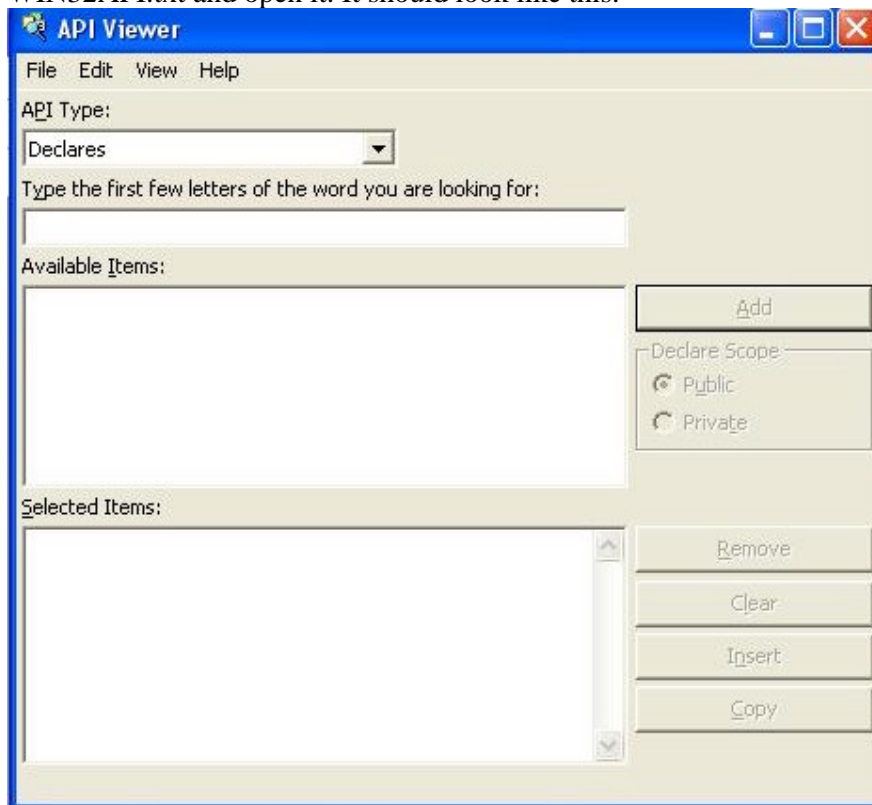 WIN32API.txt and open it. It should look like this:
API Viewer
File Edit View Help
API Type:
Declares
Type the first few letters of the word you are looking for:
Available Items:
Add
Declare Scope
Public
Private
Selected Items:
Remove
Clear
Insert
Copy